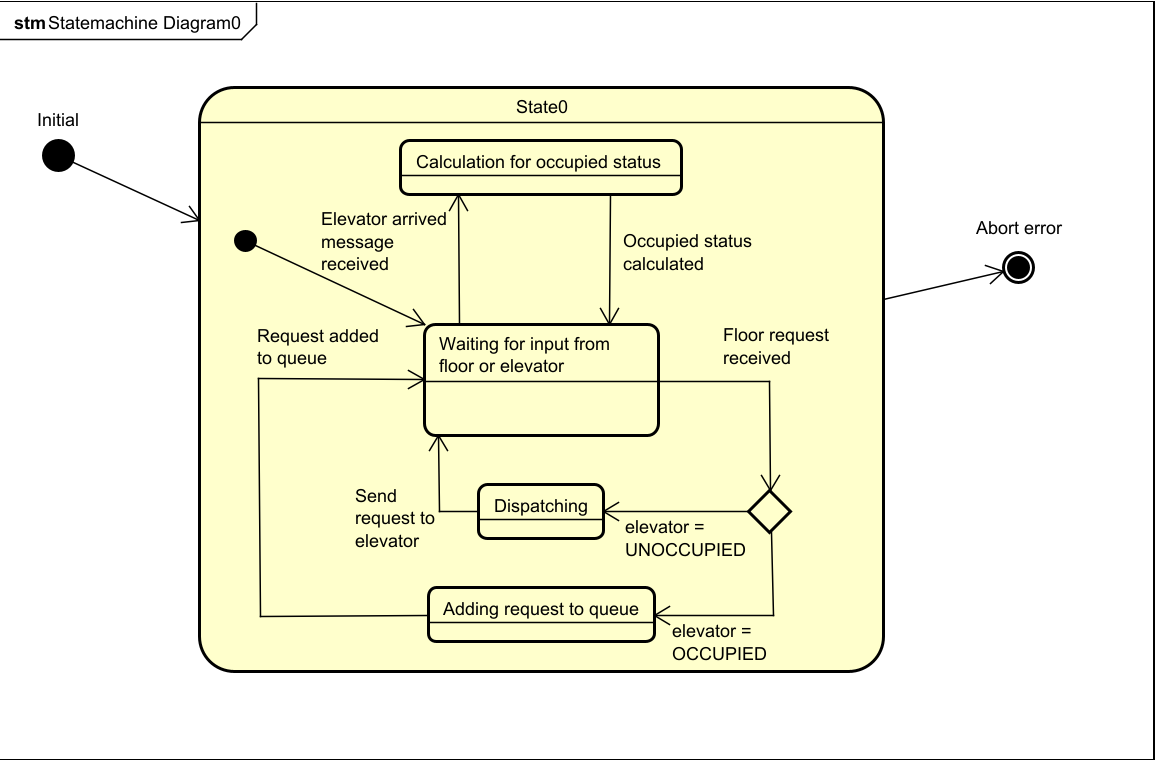 stm Statemachine Diagram0
Initial
State0
Calculation for occupied status
Elevator arrived
message
received
Occupied status
calculated
Abort error
Request added
to queue
Waiting for input from
floor or elevator
Floor request
received
Send
request to
elevator
Dispatching
elevator =
UNOCCUPIED
Adding request to queue
elevator =
OCCUPIED